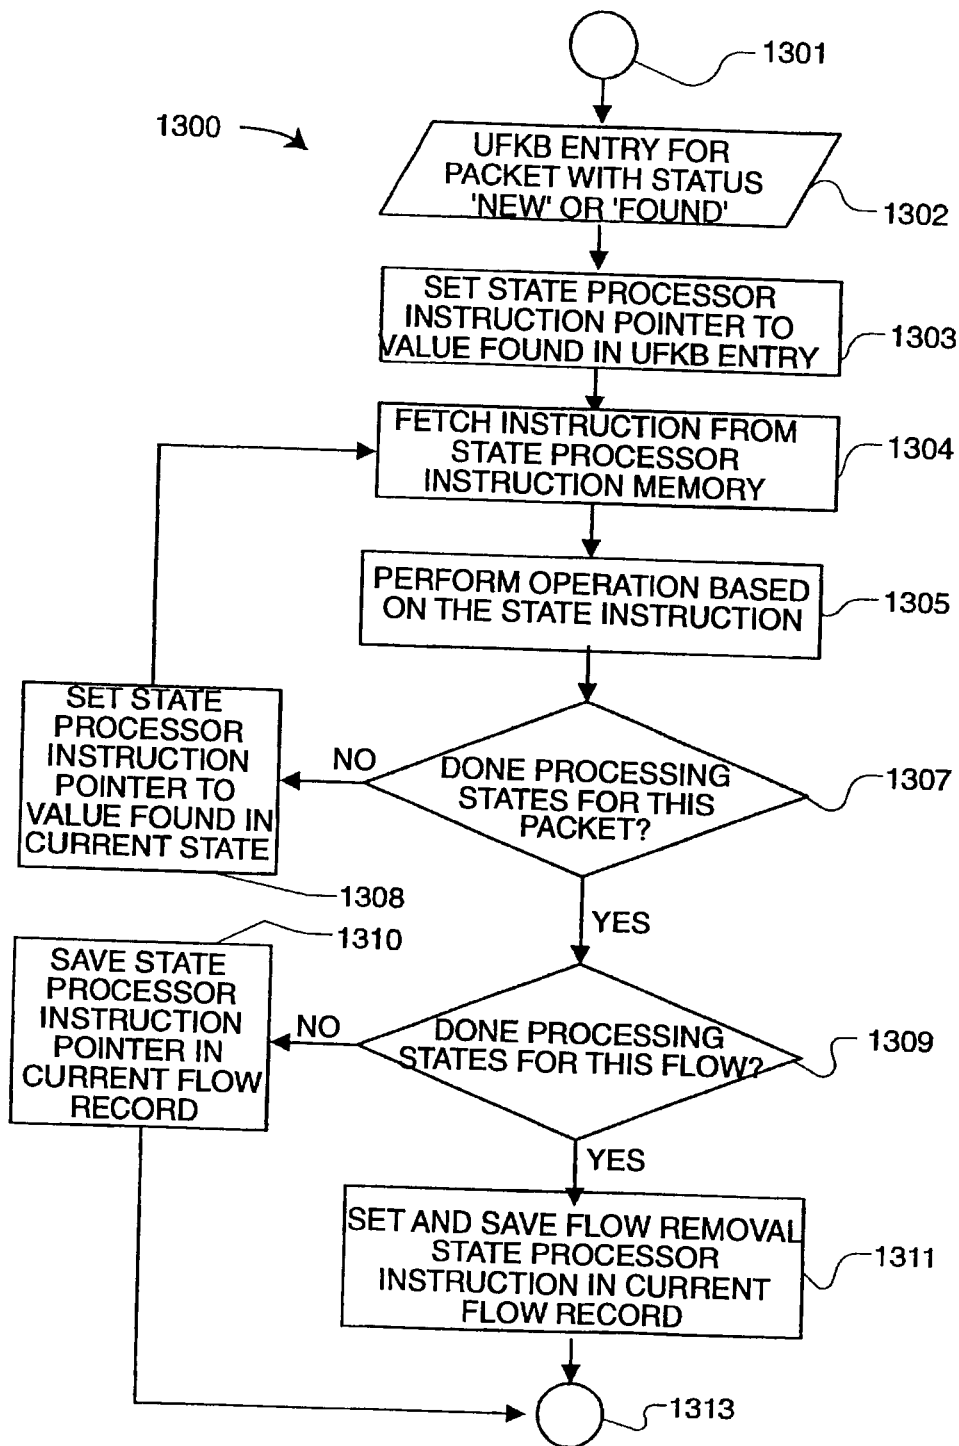 1301
1300
UFKB ENTRY FOR
PACKET WITH STATUS
'NEW' OR 'FOUND'
1302
SET STATE PROCESSOR
INSTRUCTION POINTER TO
VALUE FOUND IN UFKB ENTRY
1303
FETCH INSTRUCTION FROM
STATE PROCESSOR
INSTRUCTION MEMORY
1304
PERFORM OPERATION BASED
ON THE STATE INSTRUCTION
1305
SET STATE
PROCESSOR
INSTRUCTION
POINTER TO
VALUE FOUND IN
CURRENT STATE
1308
NO
DONE PROCESSING
STATES FOR THIS
PACKET?
1307
YES
1310
SAVE STATE
PROCESSOR
INSTRUCTION
POINTER IN
CURRENT FLOW
RECORD
NO
DONE PROCESSING
STATES FOR THIS FLOW?
1309
YES
SET AND SAVE FLOW REMOVAL
STATE PROCESSOR
INSTRUCTION IN CURRENT
FLOW RECORD
1311
1313